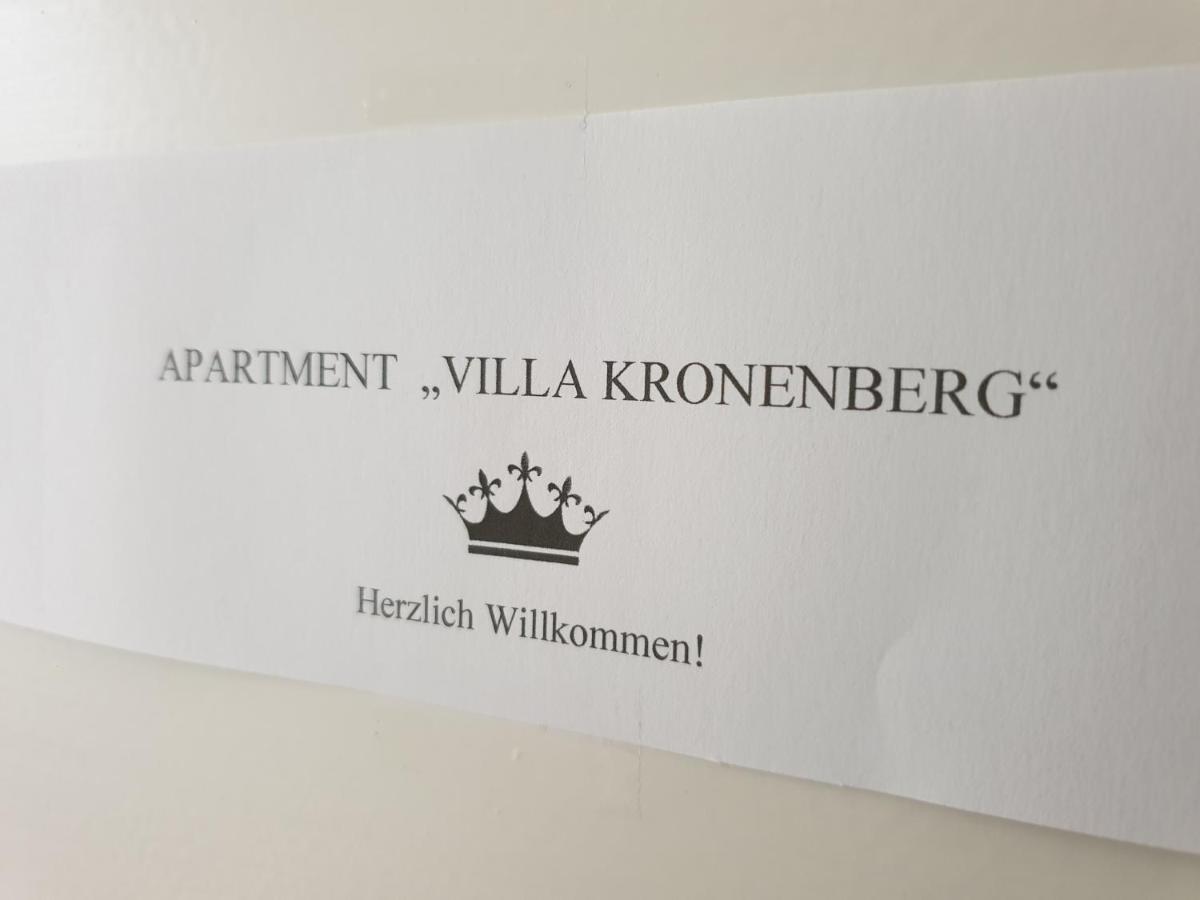 APARTMENT „VILLA KRONENBERG“
Herzlich Willkommen!